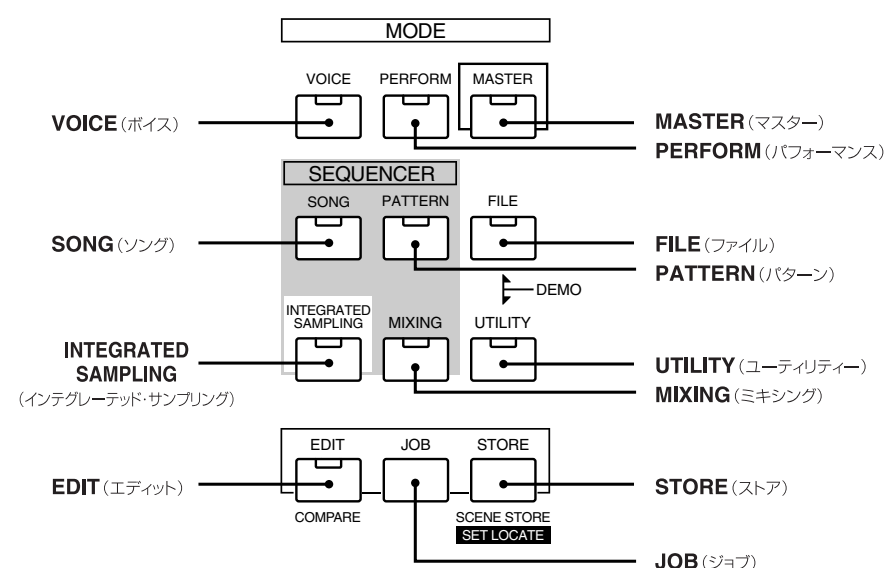 MODE
VOICE PERFORM MASTER
VOICE(ボイス)
MASTER(マスター)
PERFORM(パフォーマンス)
SEQUENCER
SONG PATTERN FILE
SONG(ソング)
FILE(ファイル)
PATTERN(パターン)
DEMO
INTEGRATED
SAMPLING MIXING UTILITY
INTEGRATED
SAMPLING
(インテグレーテッド・サンプリング)
UTILITY(ユーティリティー)
MIXING(ミキシング)
EDIT JOB STORE
EDIT(エディット)
STORE(ストア)
COMPARE SCENE STORE
SET LOCATE
JOB(ジョブ)